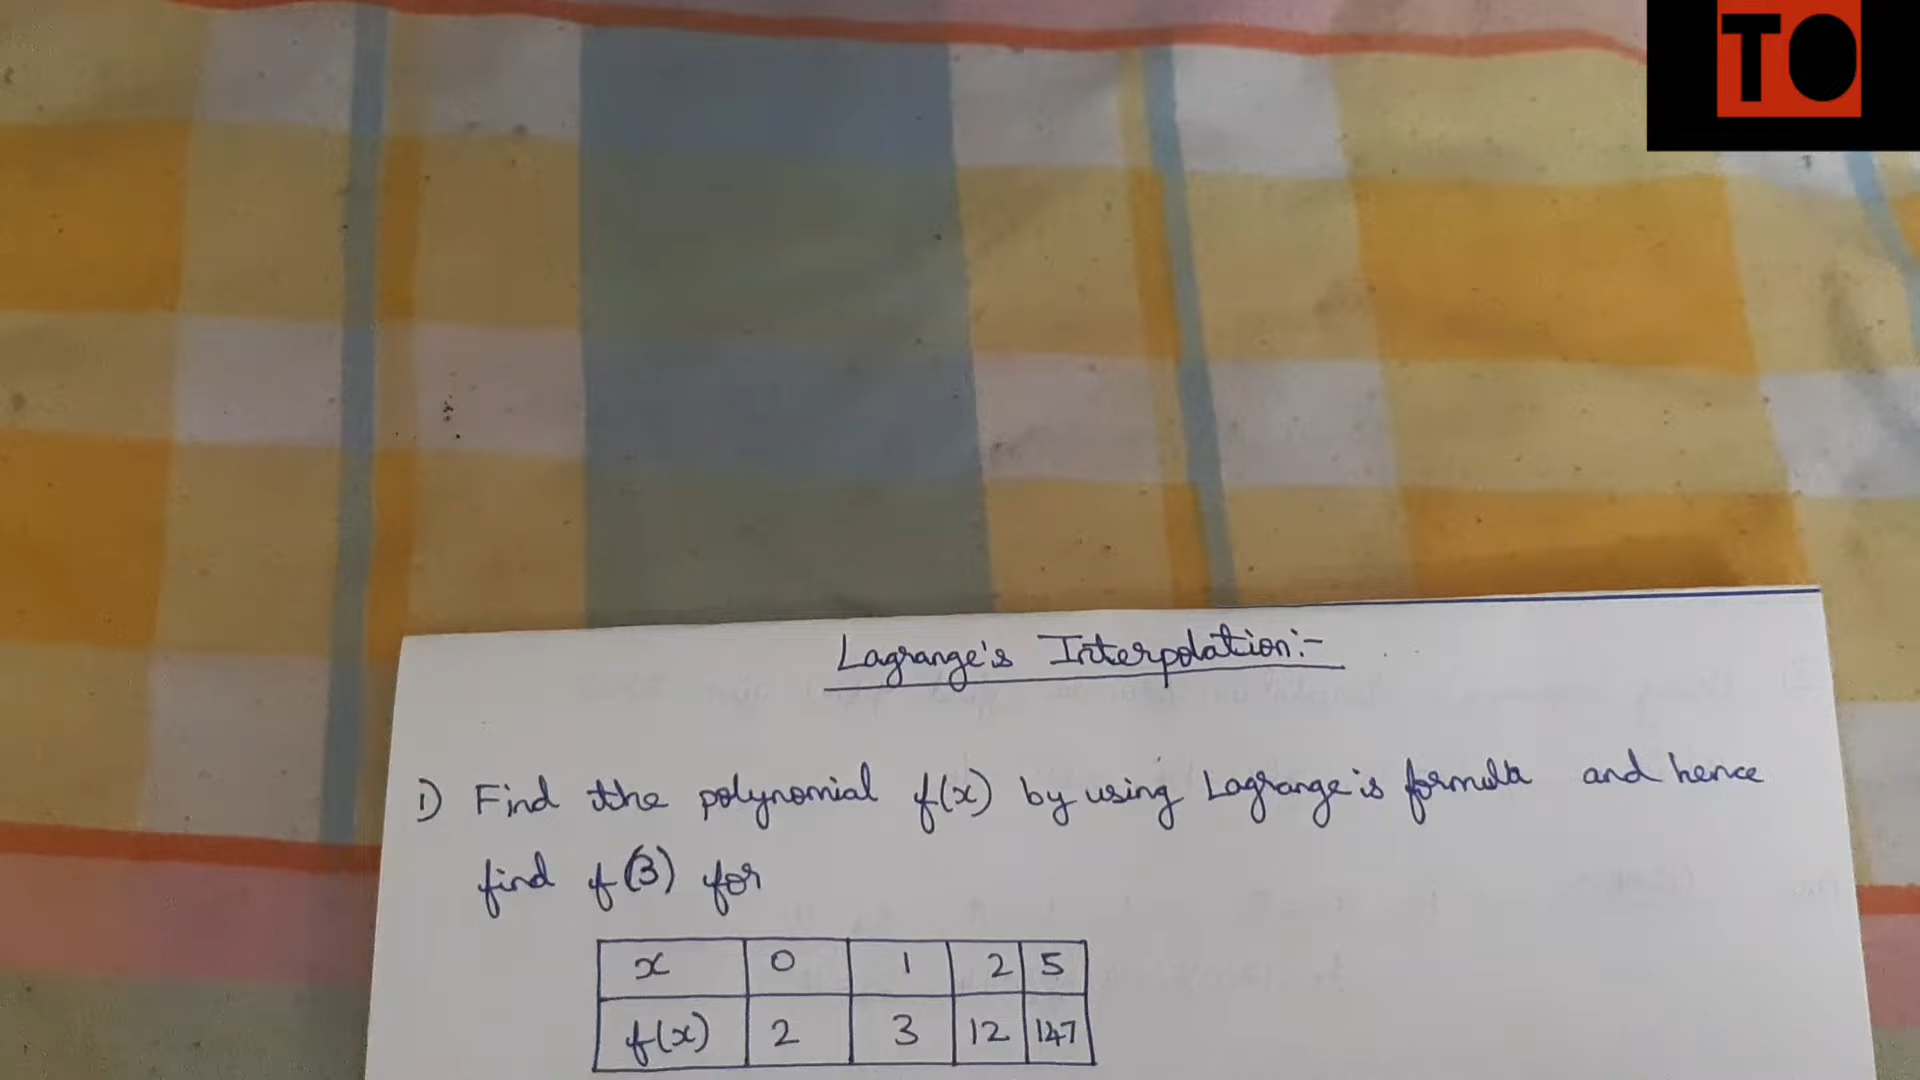 TO
Lagrange's Interpolation:-
1) Find the polynomial f(x) by using Lagrange's formula and hence
find f(3) for
x 0 1 2 5
f(x) 2 3 12 147